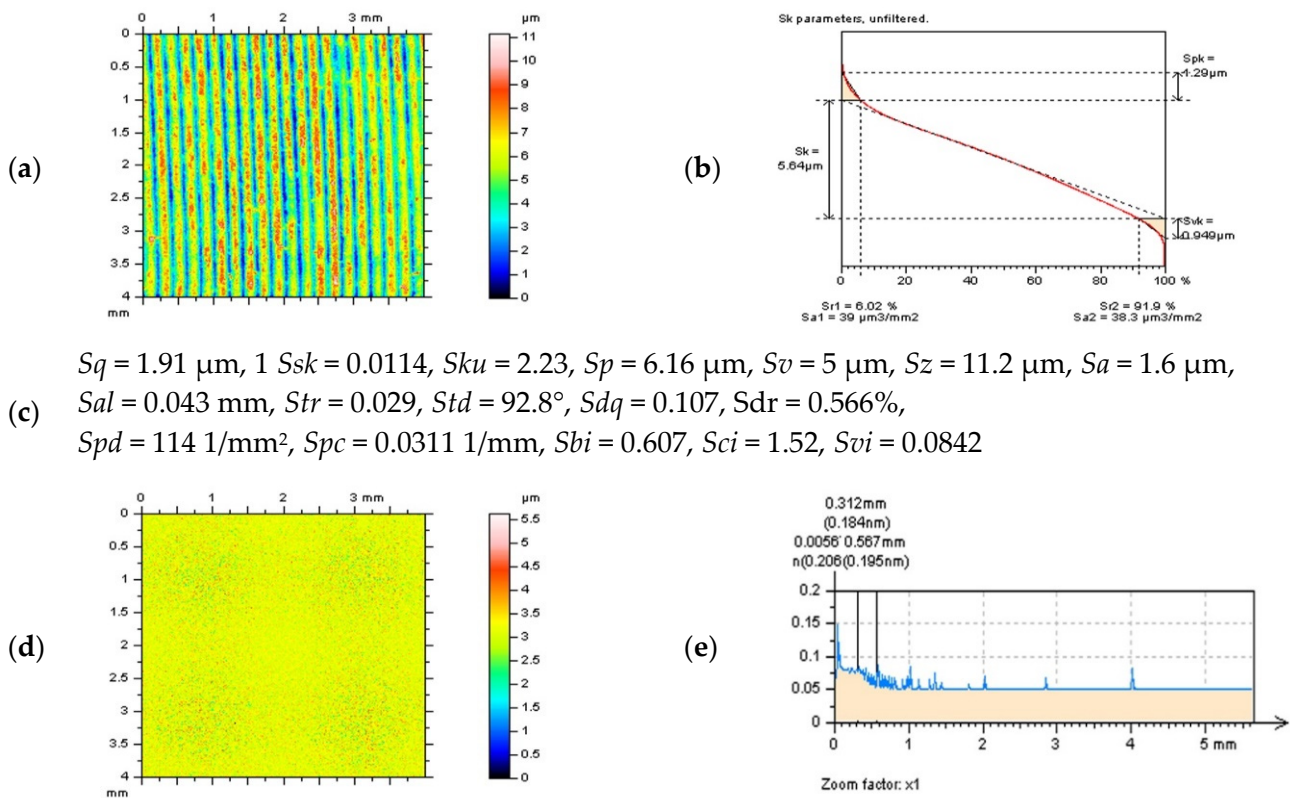 0 1 2 3 mm
µm
0
0.5
1
1.5
2
2.5
3
3.5
4
mm
11
10
9
8
7
6
5
4
3
2
1
0
(a)
Sk parameters, unfiltered.
Spk =
1.29µm
Sk =
5.64µm
Svk =
0.949µm
0 20 40 60 80 100 %
Sr1 = 6.02 % Sr2 = 91.9 %
Sa1 = 39 µm3/mm2 Sa2 = 38.3 µm3/mm2
(b)
Sq = 1.91 µm, 1 Ssk = 0.0114, Sku = 2.23, Sp = 6.16 µm, Sv = 5 µm, Sz = 11.2 µm, Sa = 1.6 µm,
(c) Sal = 0.043 mm, Str = 0.029, Std = 92.8°, Sdq = 0.107, Sdr = 0.566%,
Spd = 114 1/mm², Spc = 0.0311 1/mm, Sbi = 0.607, Sci = 1.52, Svi = 0.0842
0 1 2 3 mm
µm
0
0.5
1
1.5
2
2.5
3
3.5
4
mm
5.5
5
4.5
4
3.5
3
2.5
2
1.5
1
0.5
0
(d)
0.312mm
(0.184nm)
0.0056 0.567mm
n(0.206(0.195nm)
0.2
0.15
0.1
0.05
0
0 1 2 3 4 5 mm
Zoom factor: x1
(e)